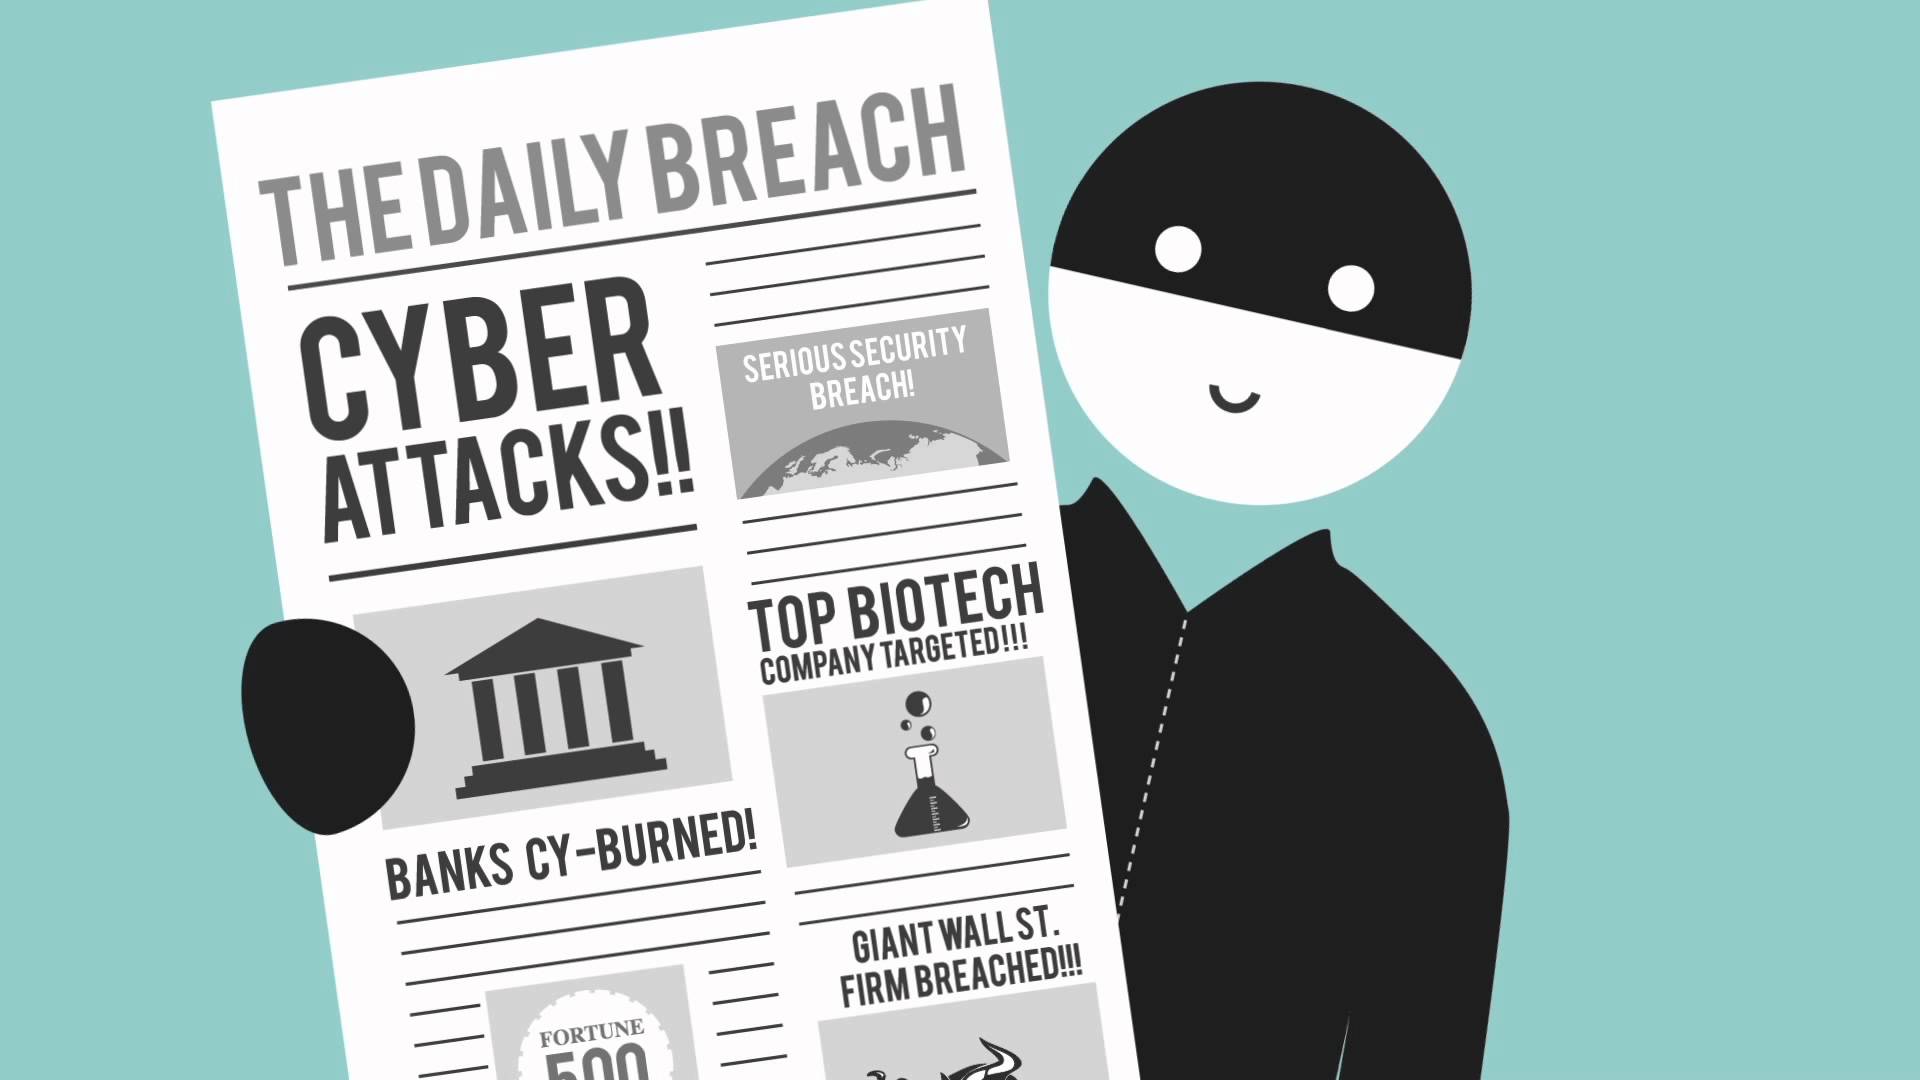 THE DAILY BREACH
CYBER
ATTACKS!!
BANKS CY-BURNED!
FORTUNE
500
SERIOUS SECURITY
BREACH!
TOP BIOTECH
COMPANY TARGETED!!!
GIANT WALL ST.
FIRM BREACHED!!!